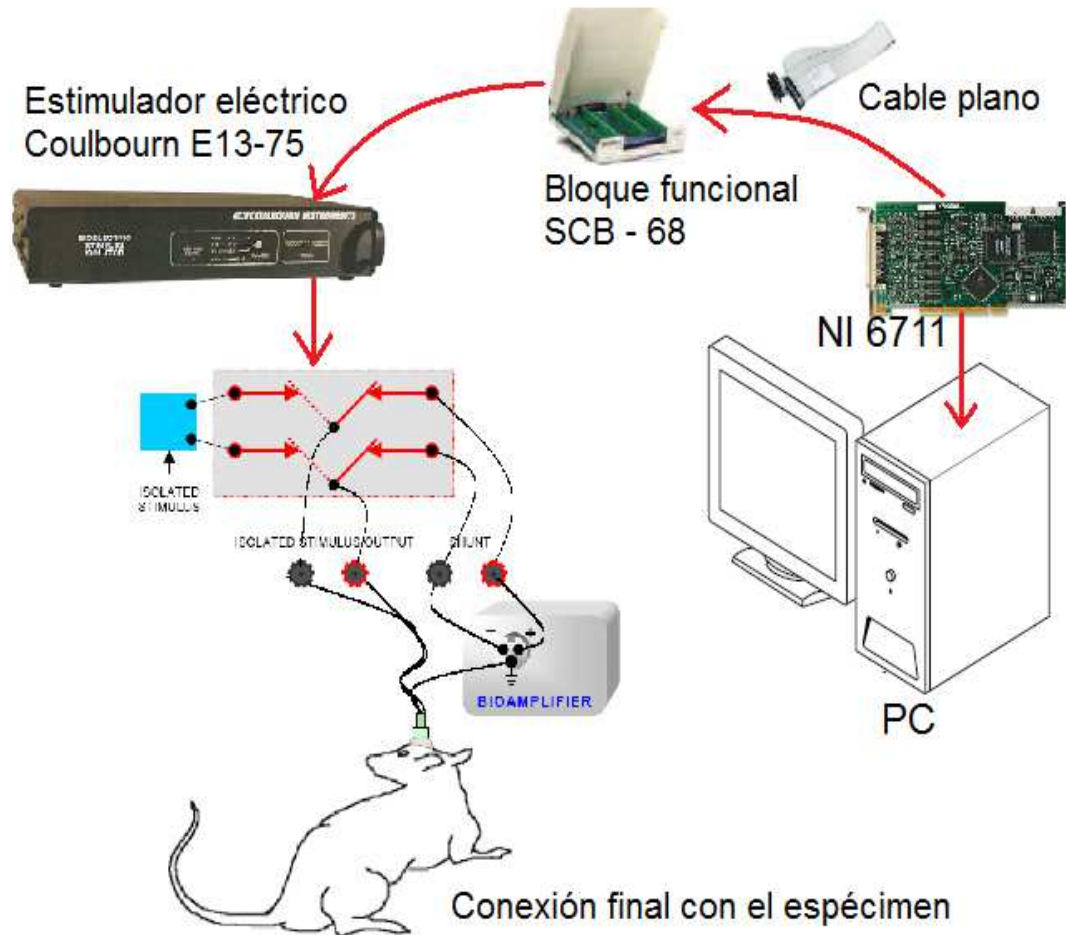 Estimulador eléctrico
Coulbourn E13-75
Cable plano
Bloque funcional
SCB - 68
NI 6711
ISOLATED
STIMULUS
ISOLATED STIMULUS OUTPUT
SHUNT
BIOAMPLIFIER
PC
Conexión final con el espécimen